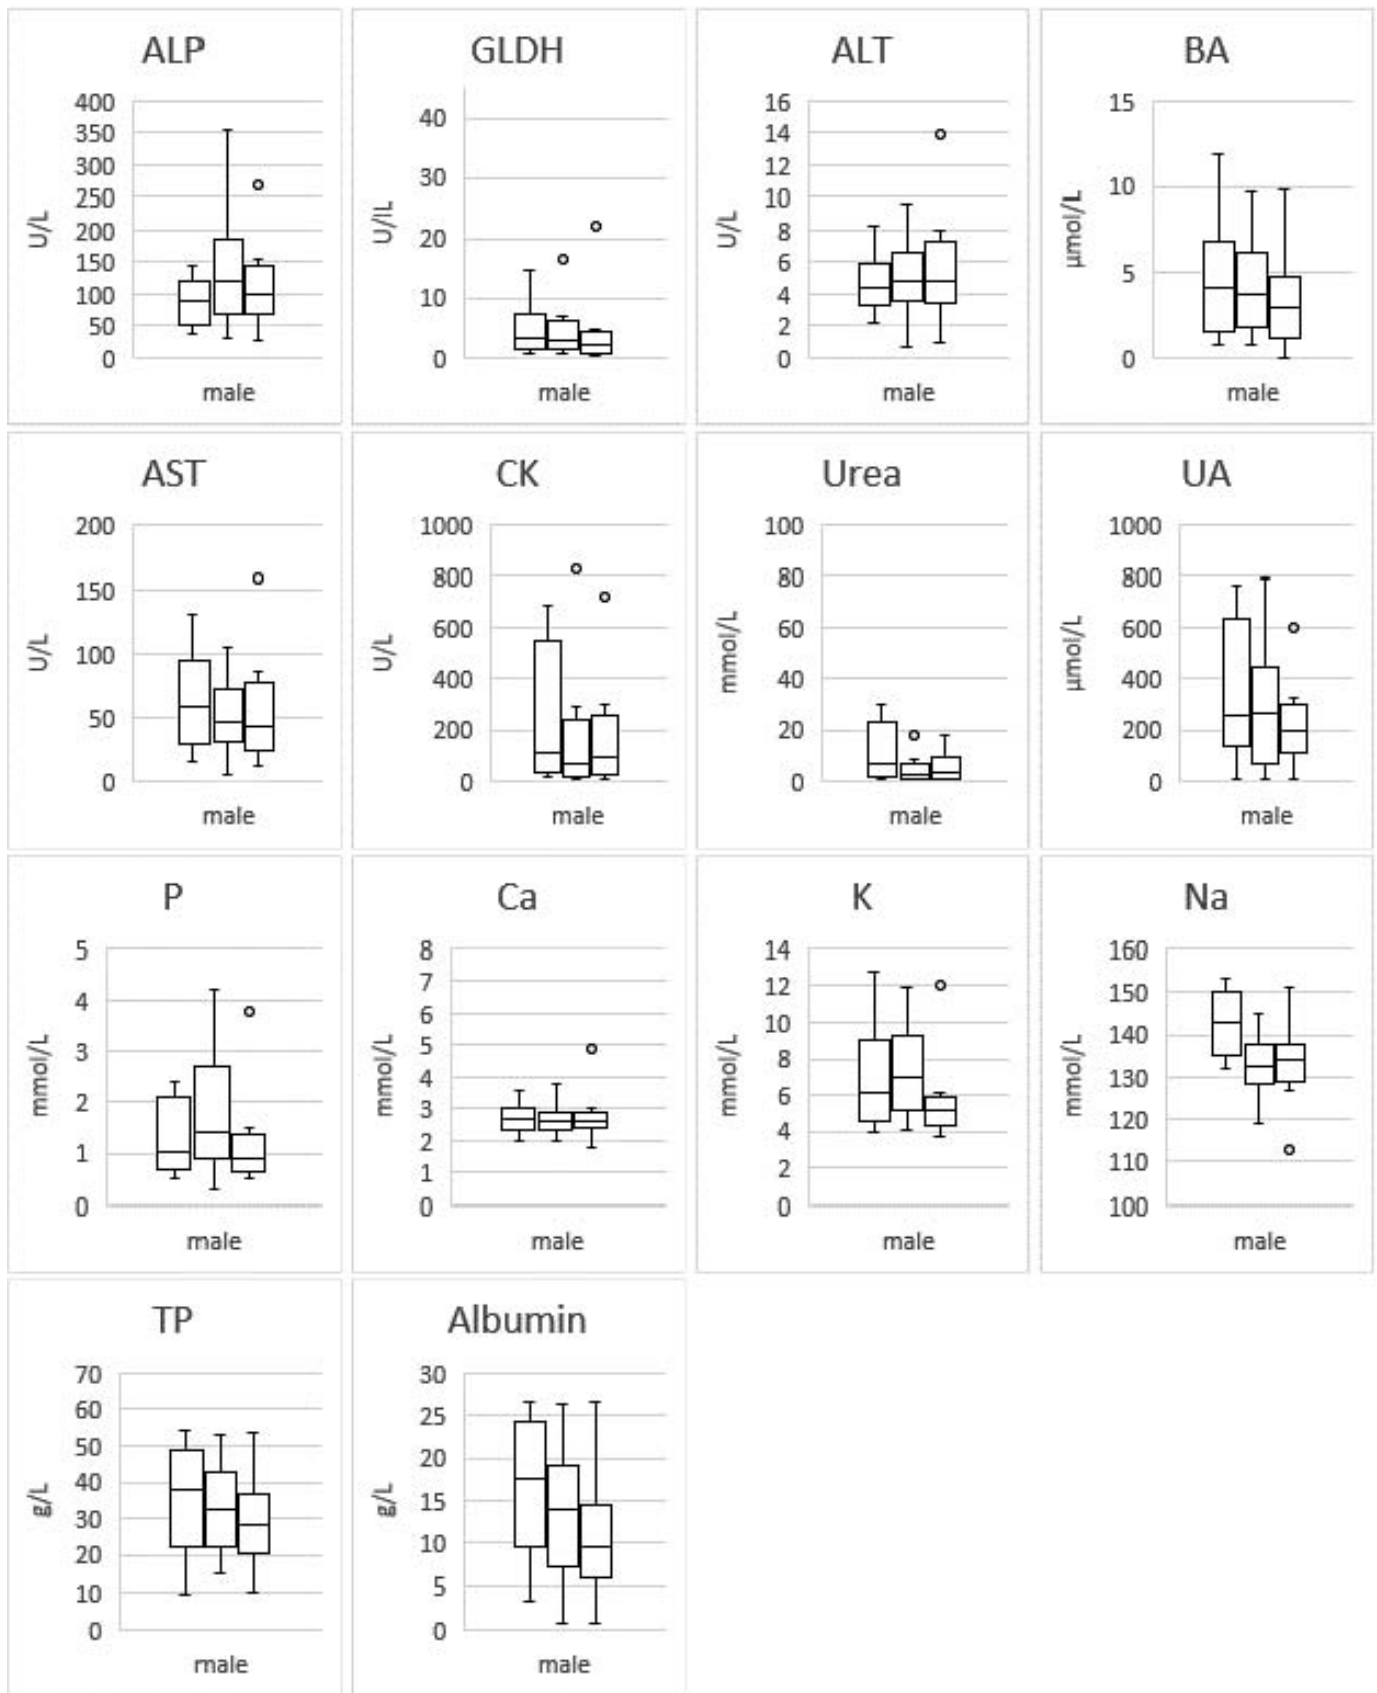 ALP
400
350
300
250
200
150
100
50
0
U/L
male
GLDH
40
30
20
10
0
U/lL
male
ALT
16
14
12
10
8
6
4
2
0
U/L
male
BA
15
10
5
0
µmol/L
male
AST
200
150
100
50
0
U/L
male
CK
1000
800
600
400
200
0
U/L
male
Urea
100
80
60
40
20
0
mmol/L
male
UA
1000
800
600
400
200
0
µmol/L
male
P
5
4
3
2
1
0
mmol/L
male
Ca
8
7
6
5
4
3
2
1
0
mmol/L
male
K
14
12
10
8
6
4
2
0
mmol/L
male
Na
160
150
140
130
120
110
100
mmol/L
male
TP
70
60
50
40
30
20
10
0
g/L
male
Albumin
30
25
20
15
10
5
0
g/L
male